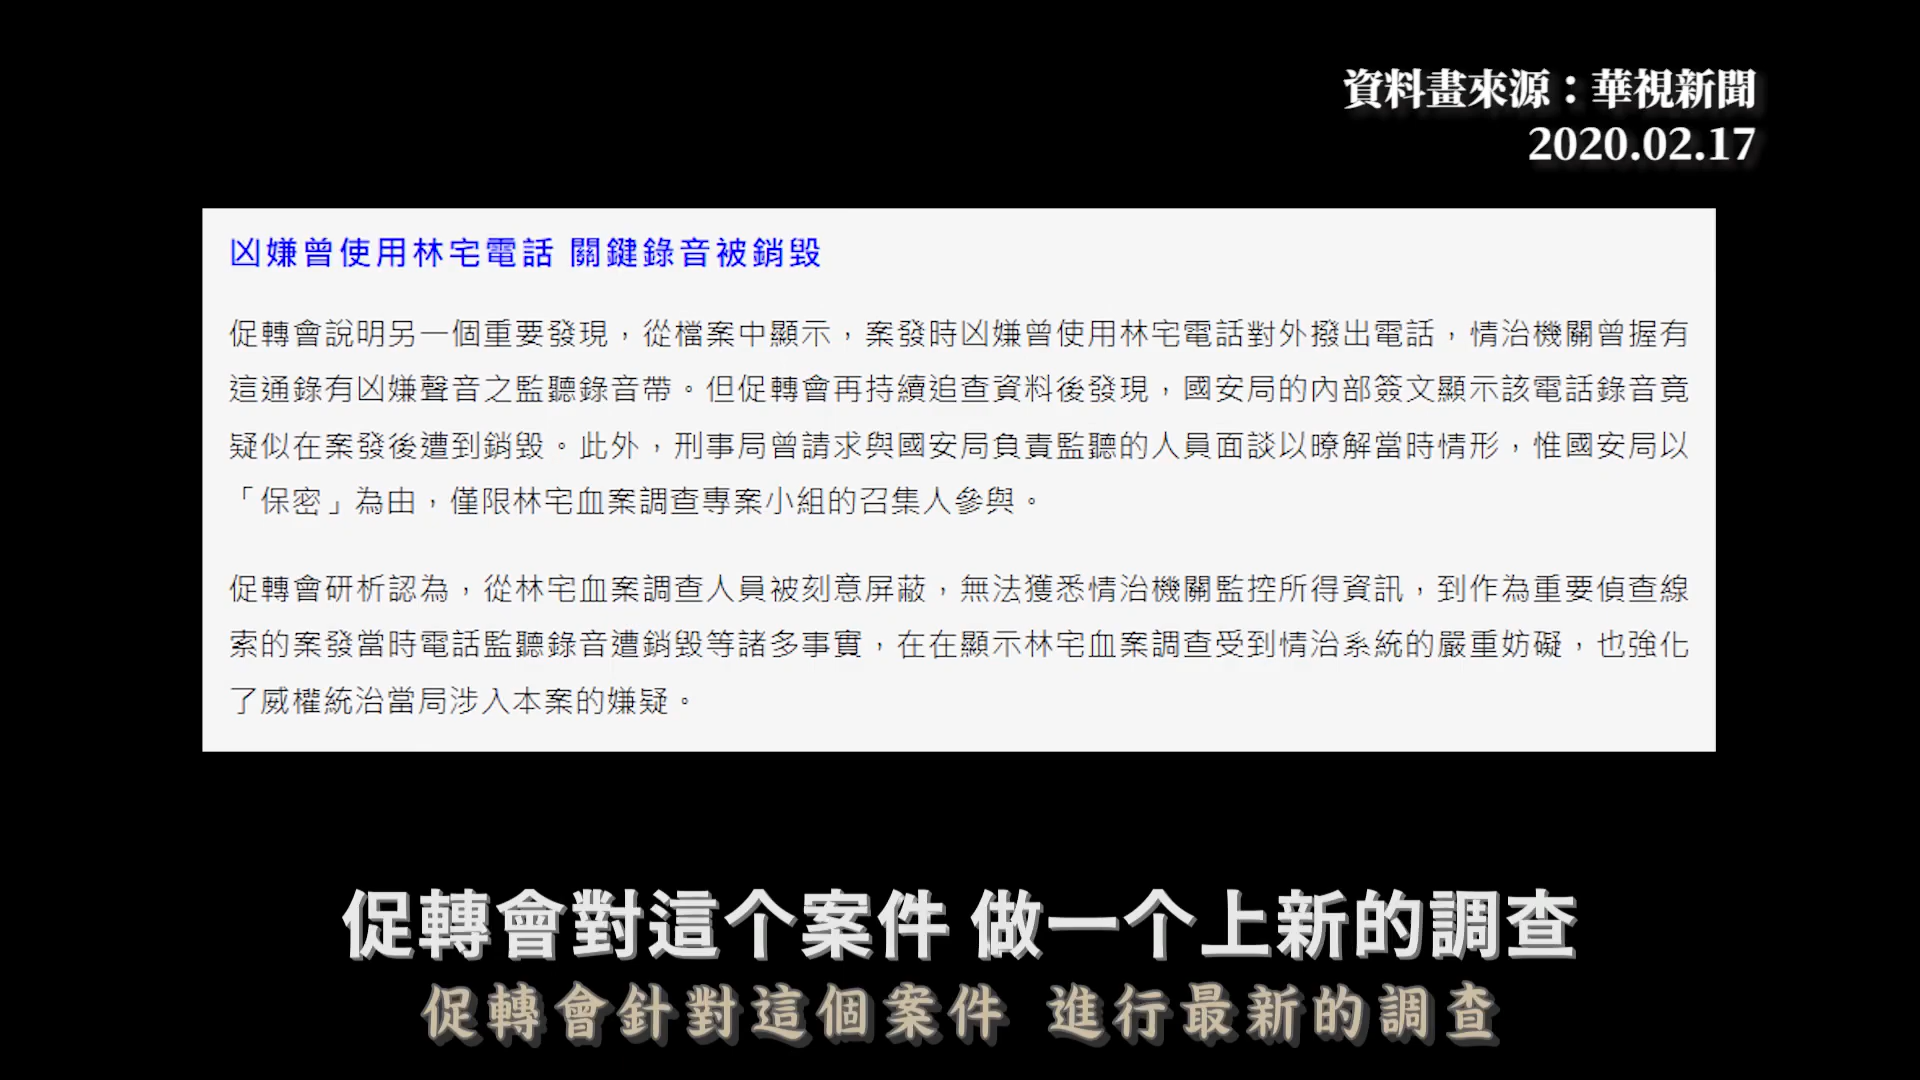 資料畫來源：華視新聞
2020.02.17
凶嫌曾使用林宅電話 關鍵錄音被銷毀
促轉會說明另一個重要發現，從檔案中顯示，案發時凶嫌曾使用林宅電話對外撥出電話，情治機關曾握有
這通錄有凶嫌聲音之監聽錄音帶。但促轉會再持續追查資料後發現，國安局的內部簽文顯示該電話錄音竟
疑似在案發後遭到銷毀。此外，刑事局曾請求與國安局負責監聽的人員面談以暸解當時情形，惟國安局以
「保密」為由，僅限林宅血案調查專案小組的召集人參與。
促轉會研析認為，從林宅血案調查人員被刻意屏蔽，無法獲悉情治機關監控所得資訊，到作為重要偵查線
索的案發當時電話監聽錄音遭銷毀等諸多事實，在在顯示林宅血案調查受到情治系統的嚴重妨礙，也強化
了威權統治當局涉入本案的嫌疑。
促轉會對這个案件 做一个上新的調查
促轉會針對這個案件 進行最新的調查